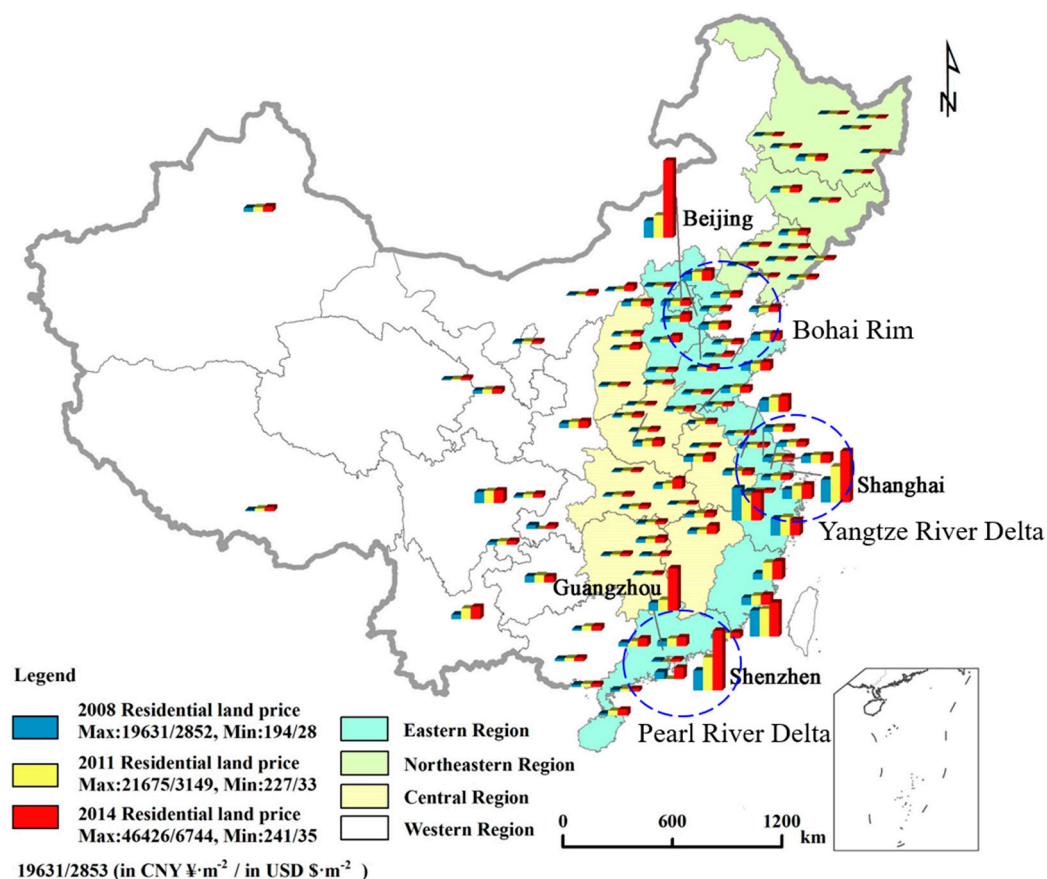 N
Beijing
Bohai Rim
Shanghai
Yangtze River Delta
Guangzhou
Shenzhen
Pearl River Delta
Legend
2008 Residential land price
Max:19631/2852, Min:194/28
2011 Residential land price
Max:21675/3149, Min:227/33
2014 Residential land price
Max:46426/6744, Min:241/35
Eastern Region
Northeastern Region
Central Region
Western Region
0 600 1200
km
19631/2853 (in CNY ¥·m⁻² / in USD $·m⁻² )